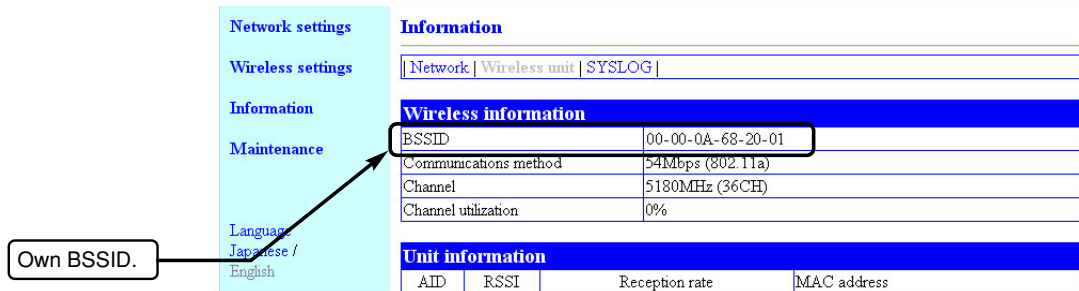 Network settings
Wireless settings
Information
Maintenance
Language
Japanese /
English
Own BSSID.
Information
| Network | Wireless unit | SYSLOG |
Wireless information
BSSID 00-00-0A-68-20-01
Communications method 54Mbps (802.11a)
Channel 5180MHz (36CH)
Channel utilization 0%
Unit information
AID RSSI Reception rate MAC address